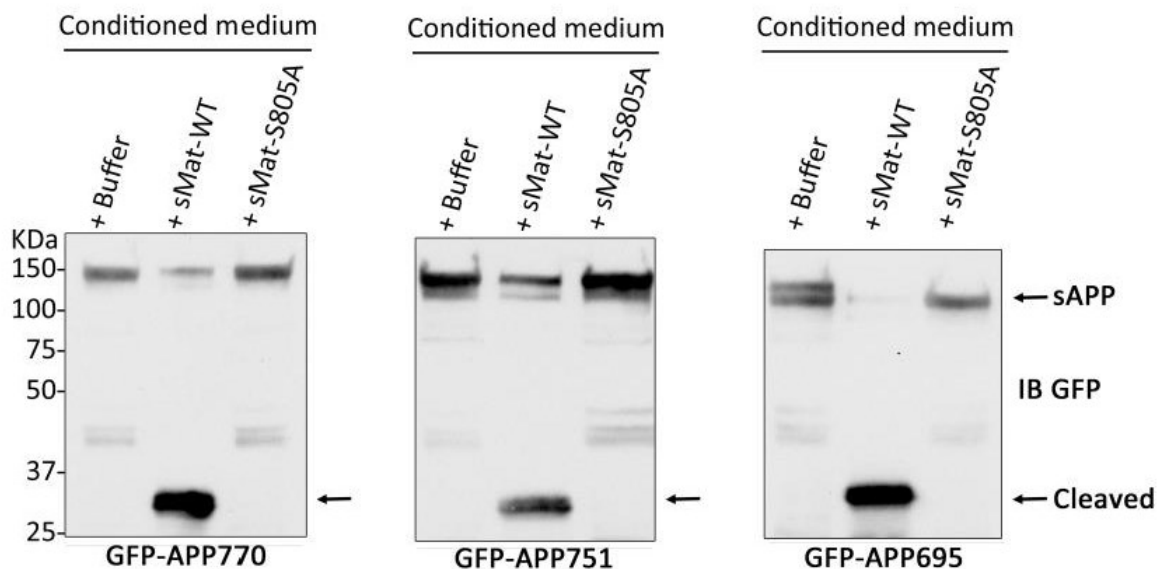 Conditioned medium
Conditioned medium
Conditioned medium
+ Buffer
+ sMat-WT
+ sMat-S805A
+ Buffer
+ sMat-WT
+ sMat-S805A
+ Buffer
+ sMat-WT
+ sMat-S805A
KDa
150-
100-
75-
50-
37-
25-
sAPP
IB GFP
Cleaved
GFP-APP770
GFP-APP751
GFP-APP695